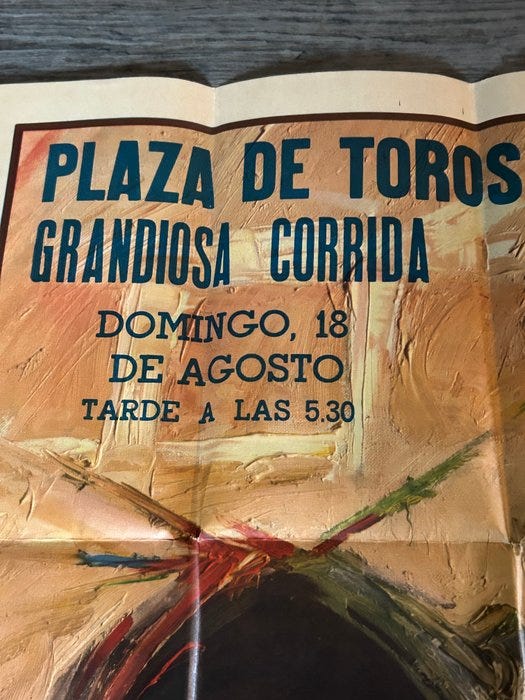 PLAZA DE TOROS
GRANDIOSA CORRIDA
DOMINGO, 18
DE AGOSTO
TARDE A LAS 5.30